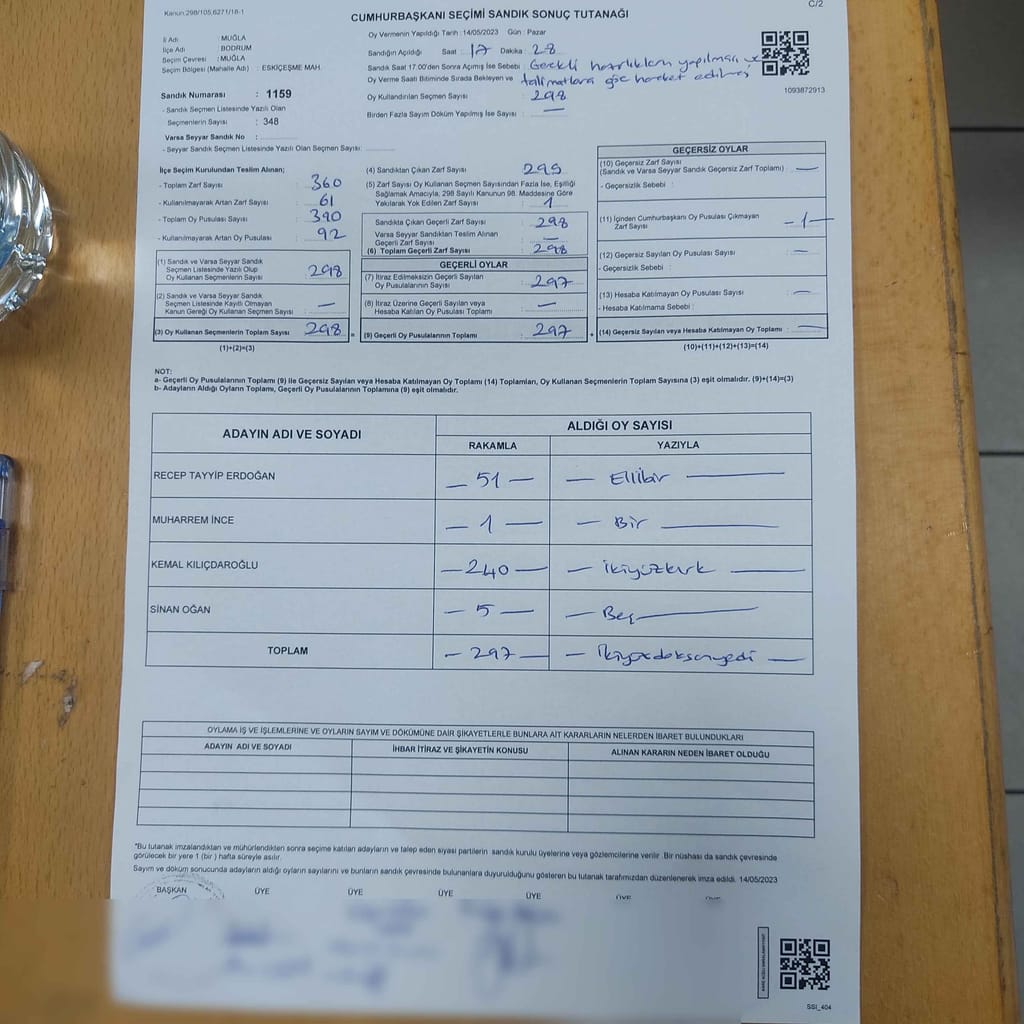 Kanun:298/105,6271/18-1
C/2
CUMHURBAŞKANI SEÇİMİ SANDIK SONUÇ TUTANAĞI
İl Adı : MUĞLA
İlçe Adı : BODRUM
Seçim Çevresi : MUĞLA
Seçim Bölgesi (Mahalle Adı) : ESKİÇEŞME MAH.
Sandık Numarası : 1159
- Sandık Seçmen Listesinde Yazılı Olan
Seçmenlerin Sayısı : 348
Varsa Seyyar Sandık No :
- Seyyar Sandık Seçmen Listesinde Yazılı Olan Seçmen Sayısı:
Oy Vermenin Yapıldığı Tarih :14/05/2023 Gün : Pazar
Sandığın Açıldığı Saat : 17 Dakika : 28
Sandık Saat 17.00'den Sonra Açılmış İse Sebebi : Gerekli hazırlıkların yapılması ve
Oy Verme Saati Bitiminde Sırada Bekleyen ve talimatlara göre hareket edilmesi
Oy Kullandırılan Seçmen Sayısı : 298
Birden Fazla Sayım Döküm Yapılmış İse Sayısı : —
1093872913
İlçe Seçim Kurulundan Teslim Alınan;
- Toplam Zarf Sayısı : 360
- Kullanılmayarak Artan Zarf Sayısı : 61
- Toplam Oy Pusulası Sayısı : 390
- Kullanılmayarak Artan Oy Pusulası : 92
(1) Sandık ve Varsa Seyyar Sandık
Seçmen Listesinde Yazılı Olup
Oy Kullanan Seçmenlerin Sayısı : 298
(2) Sandık ve Varsa Seyyar Sandık
Seçmen Listesinde Kayıtlı Olmayan
Kanun Gereği Oy Kullanan Seçmen Sayısı : —
(3) Oy Kullanan Seçmenlerin Toplam Sayısı : 298 =
(1)+(2)=(3)
(4) Sandıktan Çıkan Zarf Sayısı : 299
(5) Zarf Sayısı Oy Kullanan Seçmen Sayısından Fazla İse, Eşitliği
Sağlamak Amacıyla, 298 Sayılı Kanunun 98. Maddesine Göre
Yakılarak Yok Edilen Zarf Sayısı : 1
Sandıkta Çıkan Geçerli Zarf Sayısı : 298
Varsa Seyyar Sandıktan Teslim Alınan
Geçerli Zarf Sayısı : —
(6) Toplam Geçerli Zarf Sayısı : 298
GEÇERLİ OYLAR
(7) İtiraz Edilmeksizin Geçerli Sayılan
Oy Pusulalarının Sayısı : 297
(8) İtiraz Üzerine Geçerli Sayılan veya
Hesaba Katılan Oy Pusulaları Toplamı : —
(9) Geçerli Oy Pusulalarının Toplamı : 297 +
GEÇERSİZ OYLAR
(10) Geçersiz Zarf Sayısı
(Sandık ve Varsa Seyyar Sandık Geçersiz Zarf Toplamı) : —
- Geçersizlik Sebebi :
(11) İçinden Cumhurbaşkanı Oy Pusulası Çıkmayan
Zarf Sayısı : -1-
(12) Geçersiz Sayılan Oy Pusulası Sayısı : —
- Geçersizlik Sebebi :
(13) Hesaba Katılmayan Oy Pusulası Sayısı : —
- Hesaba Katılmama Sebebi :
(14) Geçersiz Sayılan veya Hesaba Katılmayan Oy Toplamı : —
(10)+(11)+(12)+(13)=(14)
NOT:
a- Geçerli Oy Pusulalarının Toplamı (9) ile Geçersiz Sayılan veya Hesaba Katılmayan Oy Toplamı (14) Toplamları, Oy Kullanan Seçmenlerin Toplam Sayısına (3) eşit olmalıdır. (9)+(14)=(3)
b- Adayların Aldığı Oyların Toplamı, Geçerli Oy Pusulalarının Toplamına (9) eşit olmalıdır.
ADAYIN ADI VE SOYADI
ALDIĞI OY SAYISI
RAKAMLA YAZIYLA
RECEP TAYYİP ERDOĞAN — 51 — — Ellibir —
MUHARREM İNCE — 1 — — Bir —
KEMAL KILIÇDAROĞLU — 240 — — ikiyüzkırk —
SİNAN OĞAN — 5 — — Beş —
TOPLAM — 297 — — İkiyüzdoksanyedi —
OYLAMA İŞ VE İŞLEMLERİNE VE OYLARIN SAYIM VE DÖKÜMÜNE DAİR ŞİKAYETLERLE BUNLARA AİT KARARLARIN NELERDEN İBARET BULUNDUKLARI
ADAYIN ADI VE SOYADI İHBAR İTİRAZ VE ŞİKAYETİN KONUSU ALINAN KARARIN NEDEN İBARET OLDUĞU
*Bu tutanak imzalandıktan ve mühürlendikten sonra seçime katılan adayların ve talep eden siyasi partilerin sandık kurulu üyelerine veya gözlemcilerine verilir .Bir nüshası da sandık çevresinde
görülecek bir yere 1 (bir ) hafta süreyle asılır.
Sayım ve döküm sonucunda adayların aldığı oyların sayılarını ve bunların sandık çevresinde bulunanlara duyurulduğunu gösteren bu tutanak tarafımızdan düzenlenerek imza edildi. 14/05/2023
BAŞKAN ÜYE ÜYE ÜYE ÜYE ÜYE ÜYE
SSI_404